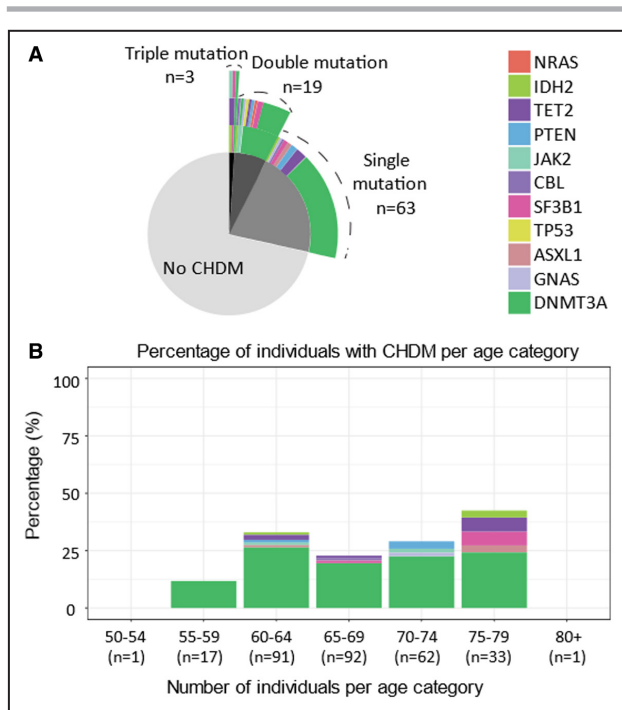 A
Triple mutation
n=3
Double mutation
n=19
Single
mutation
n=63
No CHDM
NRAS
IDH2
TET2
PTEN
JAK2
CBL
SF3B1
TP53
ASXL1
GNAS
DNMT3A
B
Percentage of individuals with CHDM per age category
Percentage (%)
100
75
50
25
0
50-54 55-59 60-64 65-69 70-74 75-79 80+
(n=1) (n=17) (n=91) (n=92) (n=62) (n=33) (n=1)
Number of individuals per age category